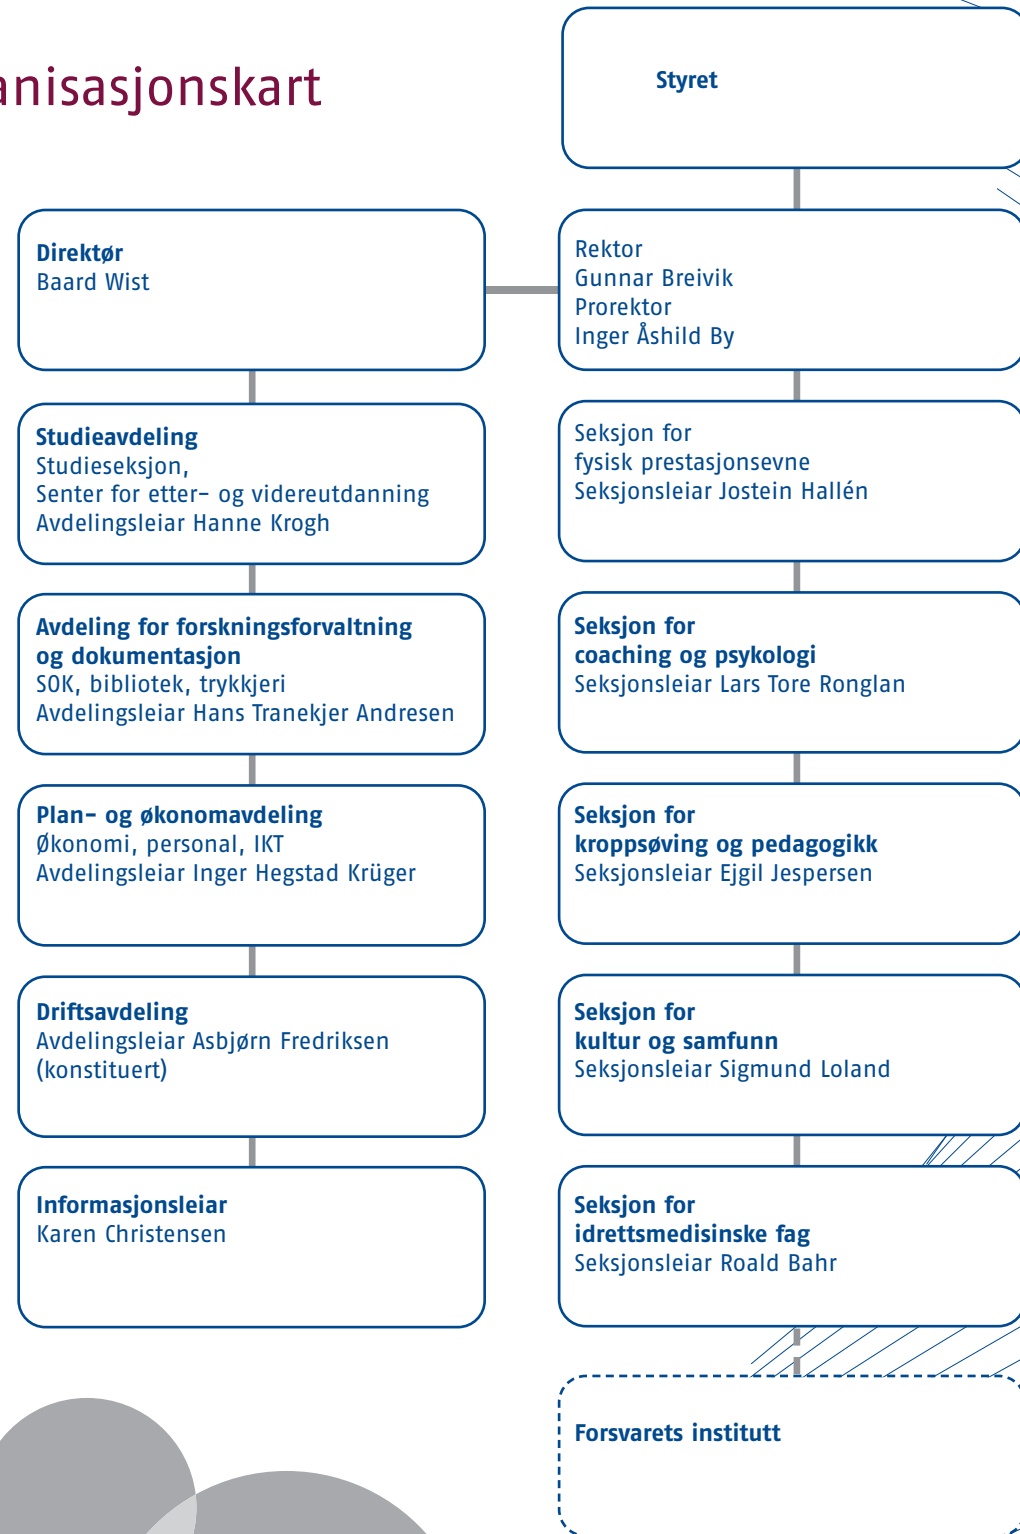 anisasjonskart
Styret
Direktør
Baard Wist
Rektor
Gunnar Breivik
Prorektor
Inger Åshild By
Studieavdeling
Studieseksjon,
Senter for etter- og videreutdanning
Avdelingsleiar Hanne Krogh
Seksjon for
fysisk prestasjonsevne
Seksjonsleiar Jostein Hallén
Avdeling for forskningsforvaltning
og dokumentasjon
SOK, bibliotek, trykkjeri
Avdelingsleiar Hans Tranekjer Andresen
Seksjon for
coaching og psykologi
Seksjonsleiar Lars Tore Ronglan
Plan- og økonomavdeling
Økonomi, personal, IKT
Avdelingsleiar Inger Hegstad Krüger
Seksjon for
kroppsøving og pedagogikk
Seksjonsleiar Ejgil Jespersen
Driftsavdeling
Avdelingsleiar Asbjørn Fredriksen
(konstituert)
Seksjon for
kultur og samfunn
Seksjonsleiar Sigmund Loland
Informasjonsleiar
Karen Christensen
Seksjon for
idrettsmedisinske fag
Seksjonsleiar Roald Bahr
Forsvarets institutt